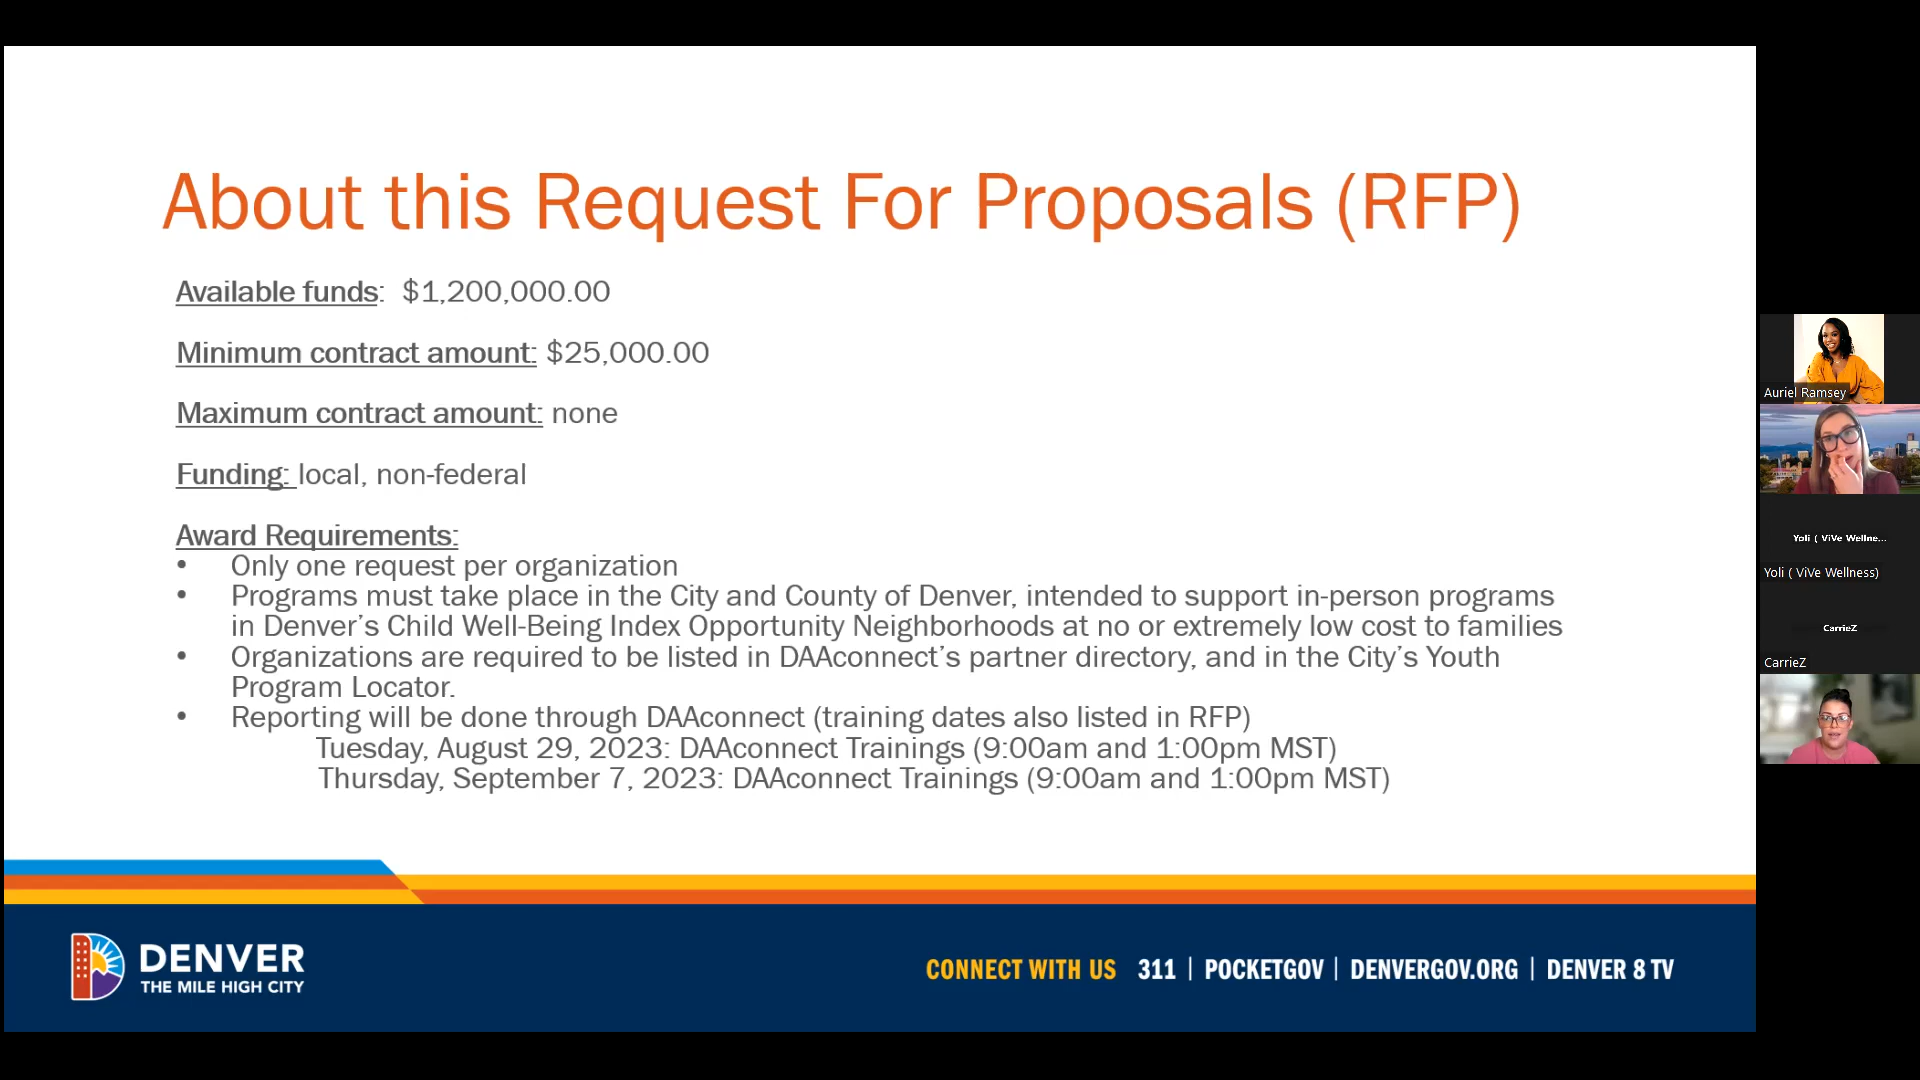 About this Request For Proposals (RFP)
Available funds:  $1,200,000.00
Minimum contract amount: $25,000.00
Maximum contract amount: none
Funding: local, non-federal
Award Requirements:
• Only one request per organization
• Programs must take place in the City and County of Denver, intended to support in-person programs
in Denver's Child Well-Being Index Opportunity Neighborhoods at no or extremely low cost to families
• Organizations are required to be listed in DAAconnect's partner directory, and in the City's Youth
Program Locator.
• Reporting will be done through DAAconnect (training dates also listed in RFP)
Tuesday, August 29, 2023: DAAconnect Trainings (9:00am and 1:00pm MST)
Thursday, September 7, 2023: DAAconnect Trainings (9:00am and 1:00pm MST)
DENVER
THE MILE HIGH CITY
CONNECT WITH US 311 | POCKETGOV | DENVERGOV.ORG | DENVER 8 TV
Auriel Ramsey
Yoli ( ViVe Wellne...
Yoli ( ViVe Wellness)
CarrieZ
CarrieZ